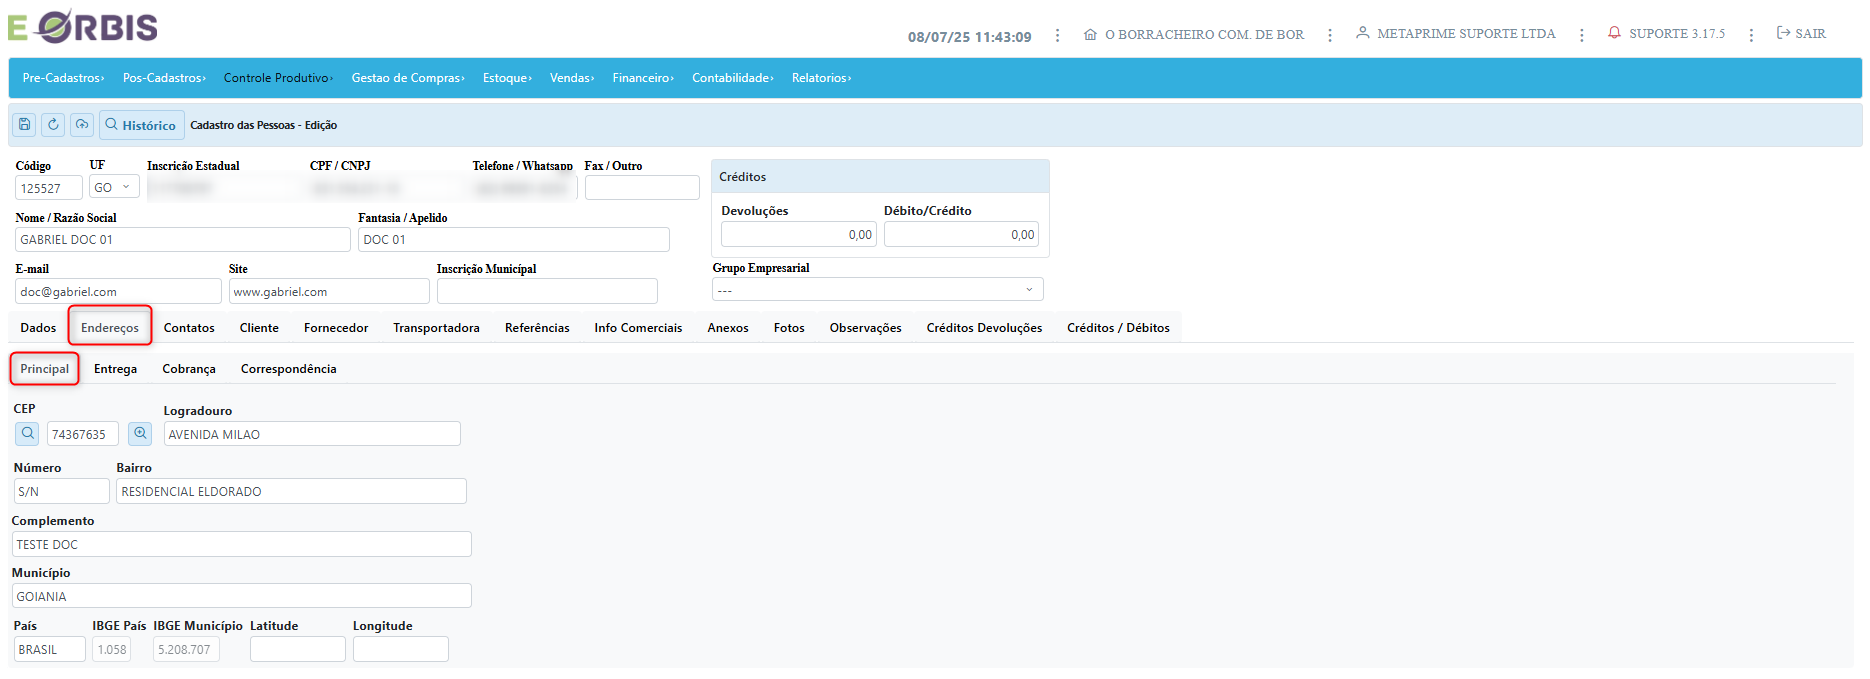 E-ORBIS
08/07/25 11:43:09 O BORRACHEIRO COM. DE BOR METAPRIME SUPORTE LTDA SUPORTE 3.17.5 SAIR
Pre-Cadastros› Pos-Cadastros› Controle Produtivo› Gestao de Compras› Estoque› Vendas› Financeiro› Contabilidade› Relatorios›
Histórico Cadastro das Pessoas - Edição
Código UF Inscricão Estadual CPF / CNPJ Telefone / Whatsapp Fax / Outro
125527 GO
Créditos
Devoluções Débito/Crédito
0,00 0,00
Nome / Razão Social Fantasia / Apelido
GABRIEL DOC 01 DOC 01
E-mail Site Inscrição Municípal Grupo Empresarial
doc@gabriel.com www.gabriel.com ---
Dados Endereços Contatos Cliente Fornecedor Transportadora Referências Info Comerciais Anexos Fotos Observações Créditos Devoluções Créditos / Débitos
Principal Entrega Cobrança Correspondência
CEP Logradouro
74367635 AVENIDA MILAO
Número Bairro
S/N RESIDENCIAL ELDORADO
Complemento
TESTE DOC
Município
GOIANIA
País IBGE País IBGE Município Latitude Longitude
BRASIL 1.058 5.208.707